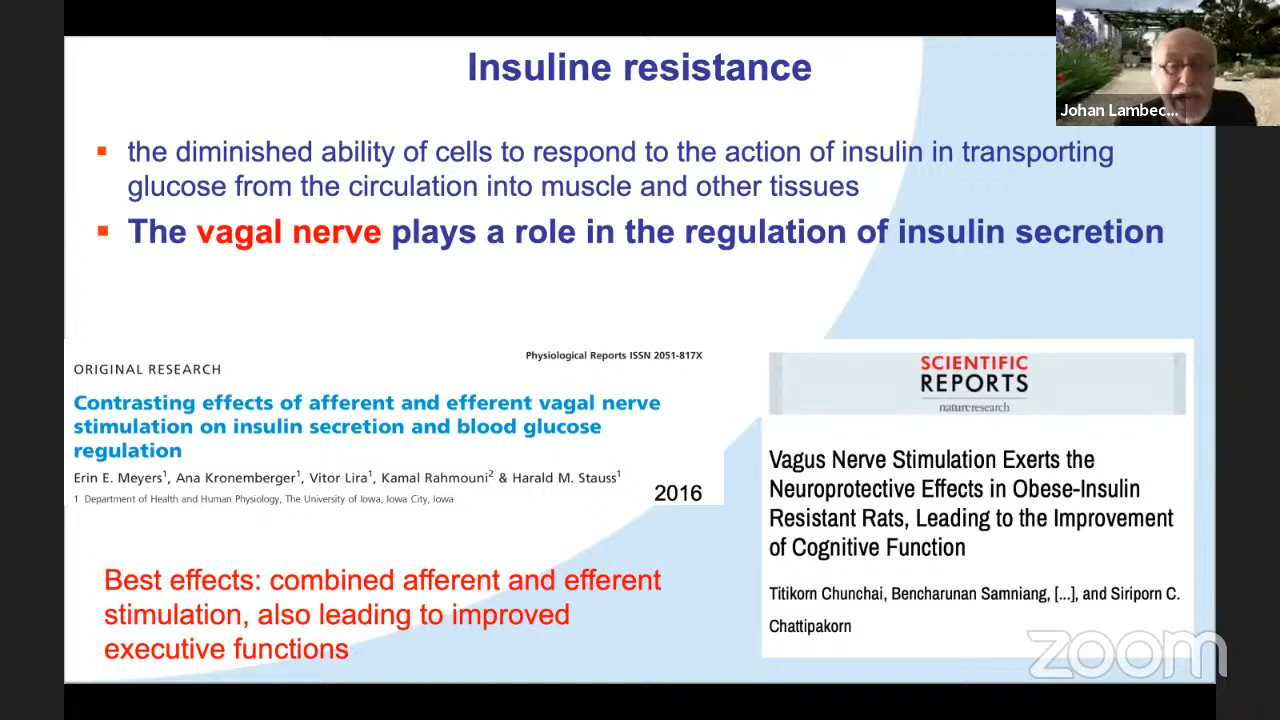 Insuline resistance
Johan Lambec...
the diminished ability of cells to respond to the action of insulin in transporting
glucose from the circulation into muscle and other tissues
The vagal nerve plays a role in the regulation of insulin secretion
Physiological Reports ISSN 2051-817X
ORIGINAL RESEARCH
Contrasting effects of afferent and efferent vagal nerve
stimulation on insulin secretion and blood glucose
regulation
Erin E. Meyers1, Ana Kronemberger1, Vitor Lira1, Kamal Rahmouni2 & Harald M. Stauss1
1 Department of Health and Human Physiology, The University of Iowa, Iowa City, Iowa
2016
SCIENTIFIC
REPORTS
natureresearch
Vagus Nerve Stimulation Exerts the
Neuroprotective Effects in Obese-Insulin
Resistant Rats, Leading to the Improvement
of Cognitive Function
Titikorn Chunchai, Bencharunan Samniang, [...], and Siriporn C.
Chattipakorn
Best effects: combined afferent and efferent
stimulation, also leading to improved
executive functions
zoom